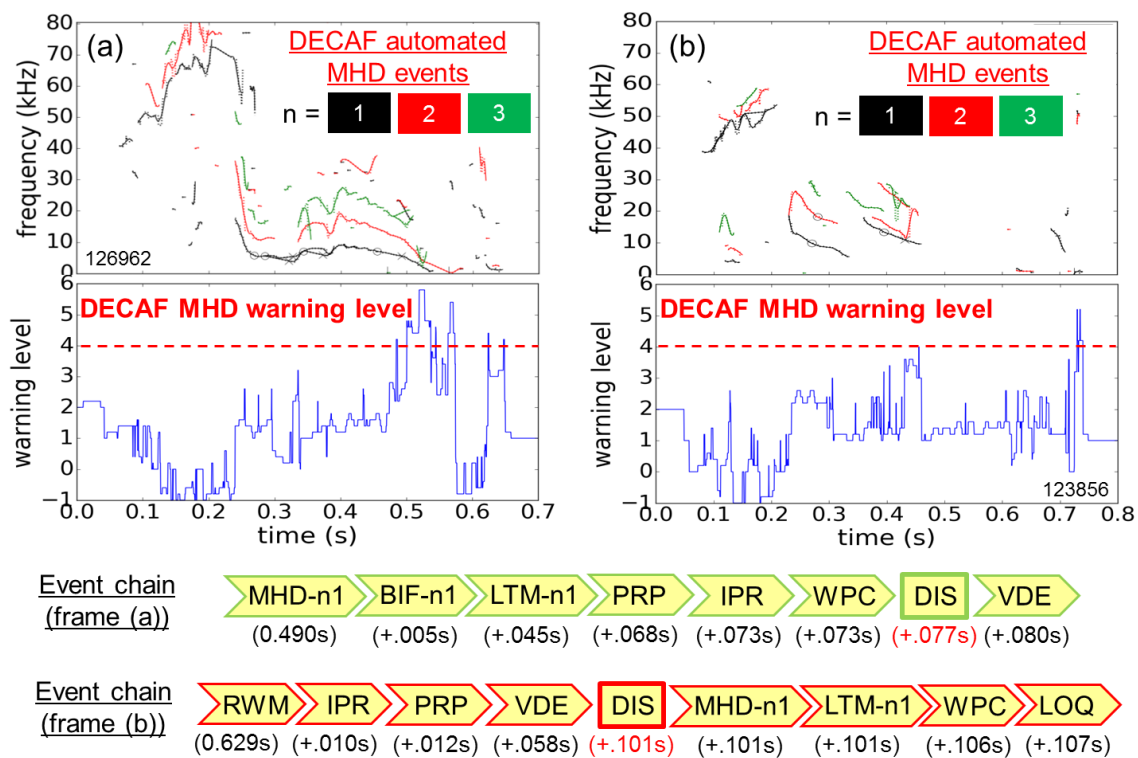 (a)
DECAF automated
MHD events
n = 1 2 3
frequency (kHz)
80
70
60
50
40
30
20
10
0
126962
(b)
DECAF automated
MHD events
n = 1 2 3
frequency (kHz)
80
70
60
50
40
30
20
10
0
DECAF MHD warning level
warning level
6
5
4
3
2
1
0
−1
0.0 0.1 0.2 0.3 0.4 0.5 0.6 0.7
time (s)
DECAF MHD warning level
warning level
6
5
4
3
2
1
0
−1
123856
0.0 0.1 0.2 0.3 0.4 0.5 0.6 0.7 0.8
time (s)
Event chain
(frame (a))
MHD-n1 BIF-n1 LTM-n1 PRP IPR WPC DIS VDE
(0.490s) (+.005s) (+.045s) (+.068s) (+.073s) (+.073s) (+.077s) (+.080s)
Event chain
(frame (b))
RWM IPR PRP VDE DIS MHD-n1 LTM-n1 WPC LOQ
(0.629s) (+.010s) (+.012s) (+.058s) (+.101s) (+.101s) (+.101s) (+.106s) (+.107s)